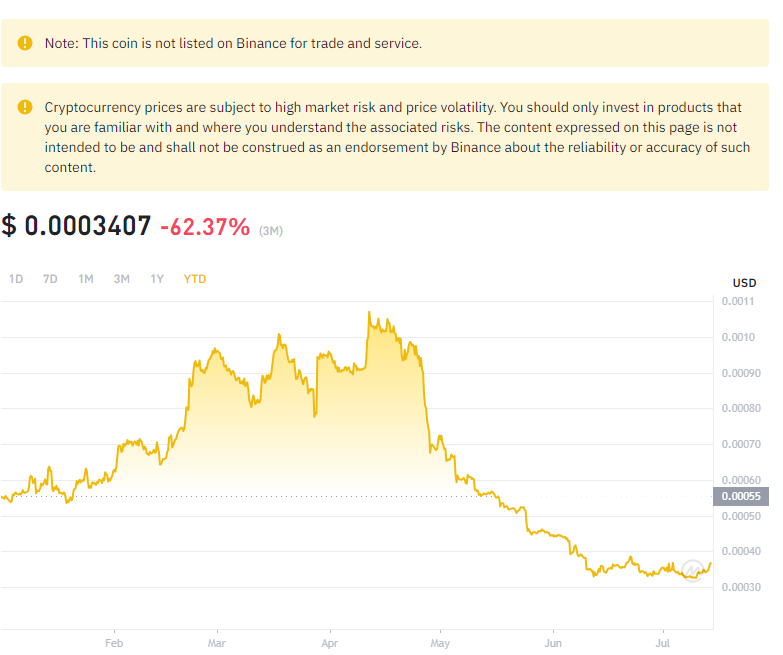 Note: This coin is not listed on Binance for trade and service.
Cryptocurrency prices are subject to high market risk and price volatility. You should only invest in products that
you are familiar with and where you understand the associated risks. The content expressed on this page is not
intended to be and shall not be construed as an endorsement by Binance about the reliability or accuracy of such
content.
$ 0.0003407 -62.37% (3M)
1D 7D 1M 3M 1Y YTD
USD
0.0011
0.0010
0.00090
0.00080
0.00070
0.00060
0.00055
0.00050
0.00040
0.00030
Feb Mar Apr May Jun Jul